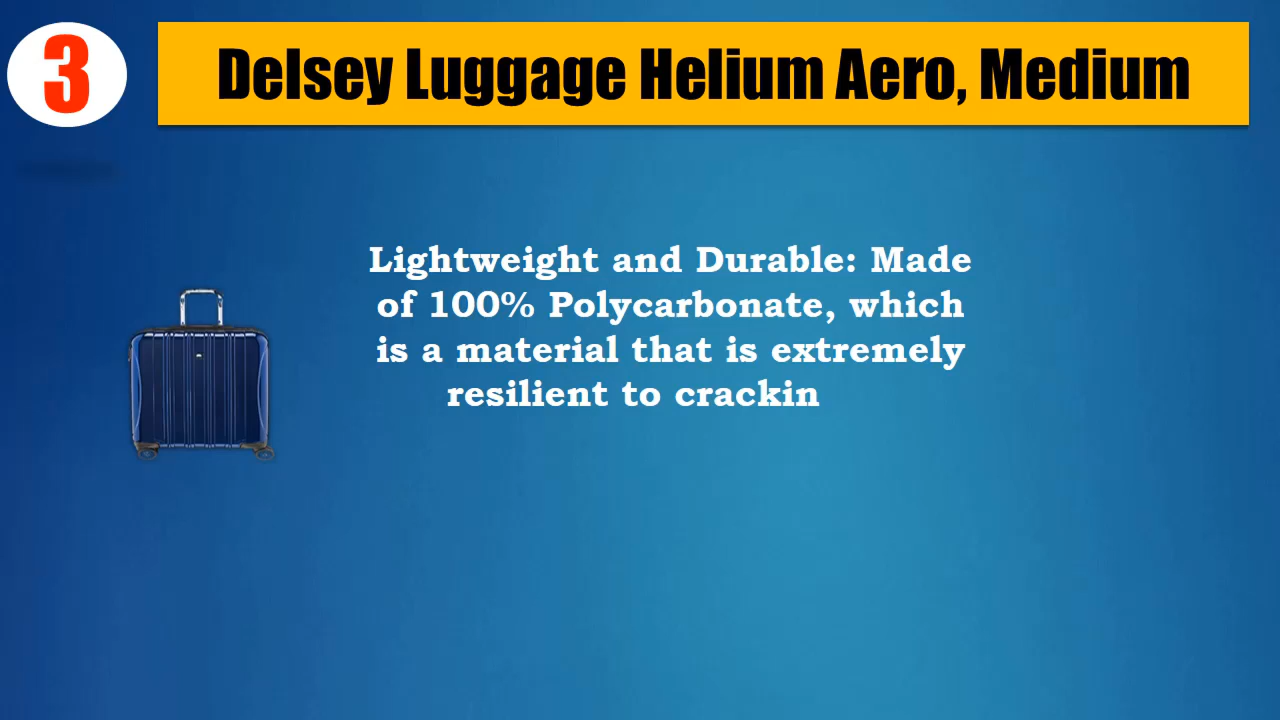 3
Delsey Luggage Helium Aero, Medium
Lightweight and Durable: Made
of 100% Polycarbonate, which
is a material that is extremely
resilient to crackin